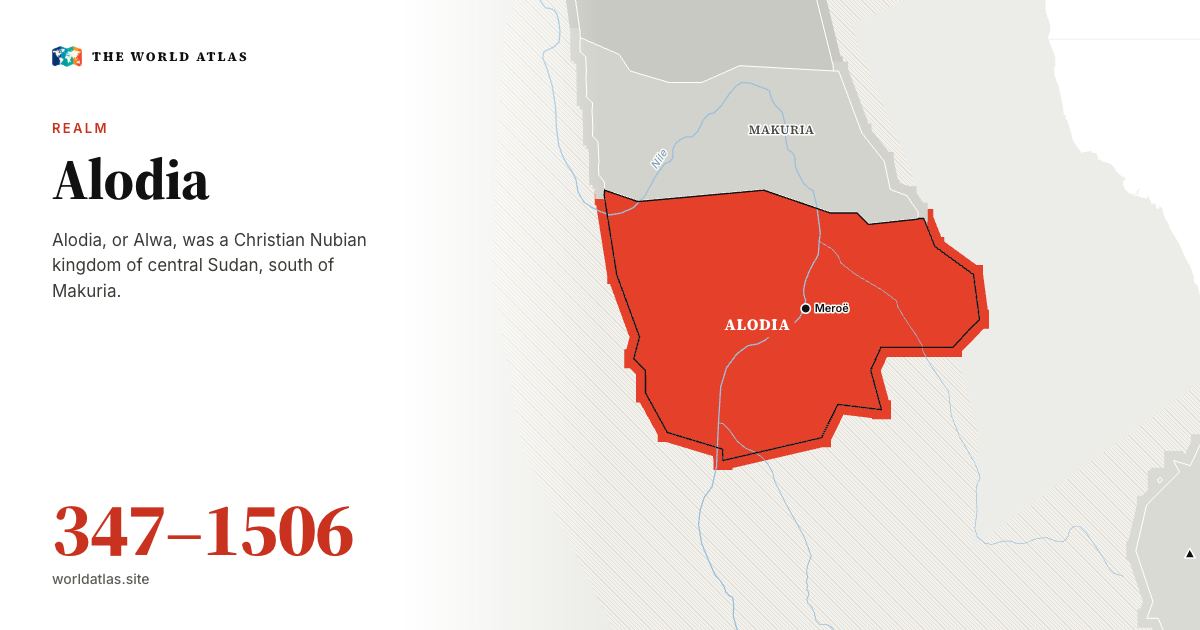 THE WORLD ATLAS
REALM
Alodia
Alodia, or Alwa, was a Christian Nubian
kingdom of central Sudan, south of
Makuria.
347–1506
worldatlas.site
MAKURIA
Nile
Meroë
ALODIA